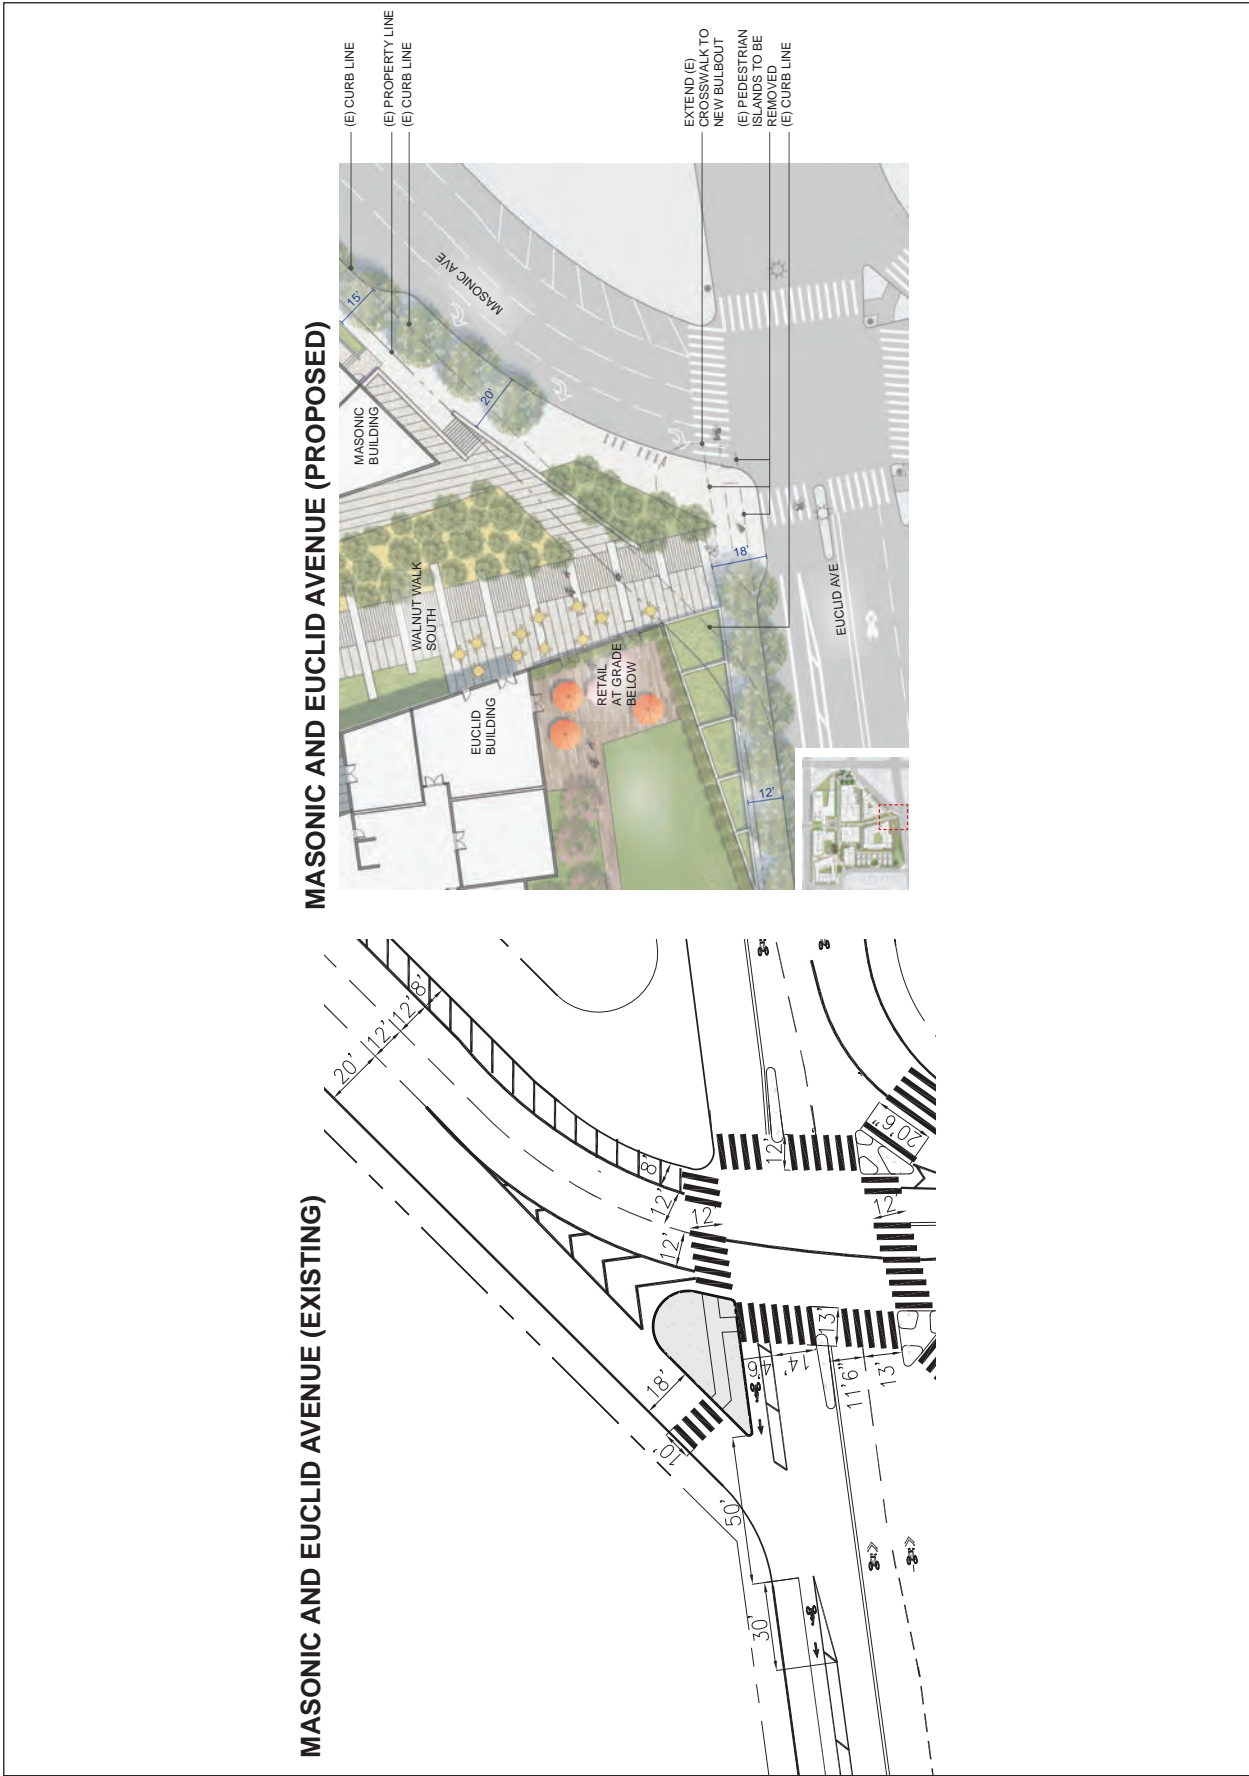 MASONIC AND EUCLID AVENUE (EXISTING)
20'
12'
12'
8'
8'
12'
12'
12'
12'
18'
10'
50'
30'
13'
14'
11'6"
13'
12'
20'6"
MASONIC AND EUCLID AVENUE (PROPOSED)
(E) CURB LINE
(E) PROPERTY LINE
(E) CURB LINE
EXTEND (E)
CROSSWALK TO
NEW BULBOUT
(E) PEDESTRIAN
ISLANDS TO BE
REMOVED
(E) CURB LINE
15'
MASONIC AVE
20'
MASONIC
BUILDING
WALNUT WALK
SOUTH
18'
EUCLID AVE
RETAIL
AT GRADE
BELOW
EUCLID
BUILDING
12'